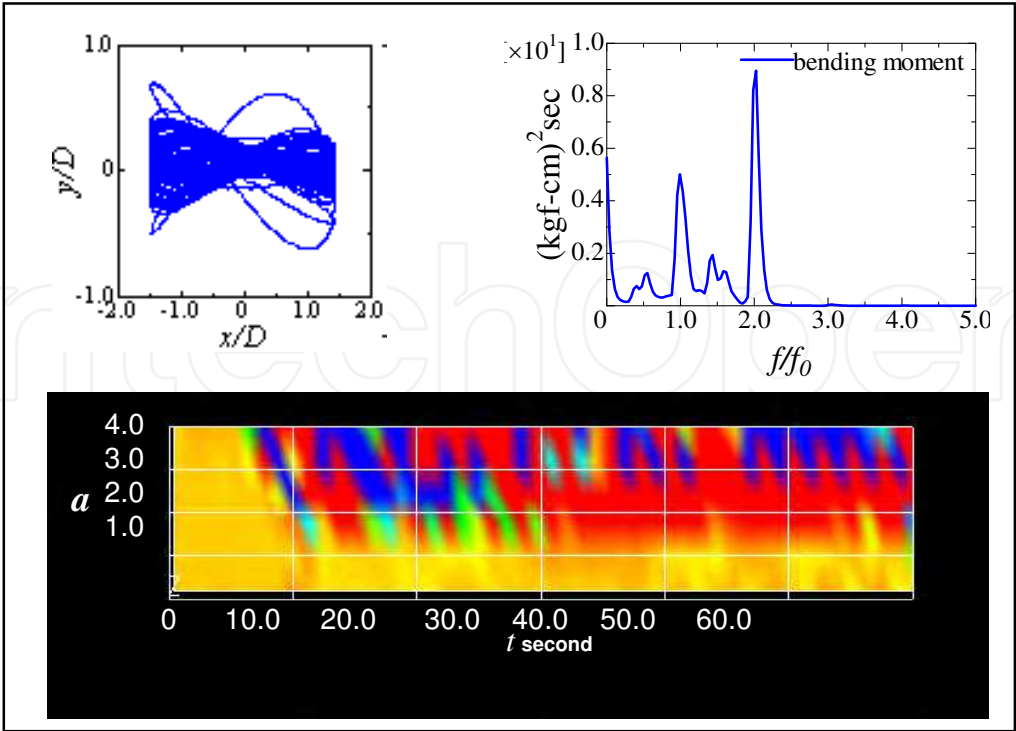 1.0
0
-1.0
y/D
-2.0 -1.0 0 1.0 2.0
x/D
[×10¹] 1.0
0.8
0.6
0.4
0.2
(kgf-cm)² sec
bending moment
0 1.0 2.0 3.0 4.0 5.0
f/f₀
4.0
3.0
2.0
1.0
a
0 10.0 20.0 30.0 40.0 50.0 60.0
t second